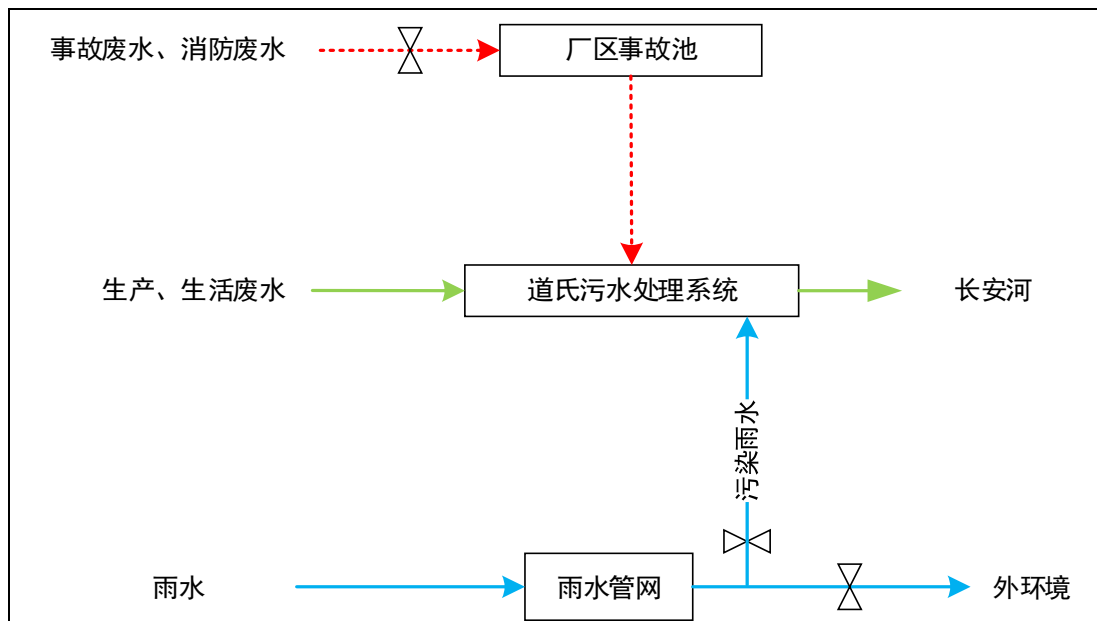 事故废水、消防废水
厂区事故池
生产、生活废水
道氏污水处理系统
长安河
污染雨水
雨水
雨水管网
外环境